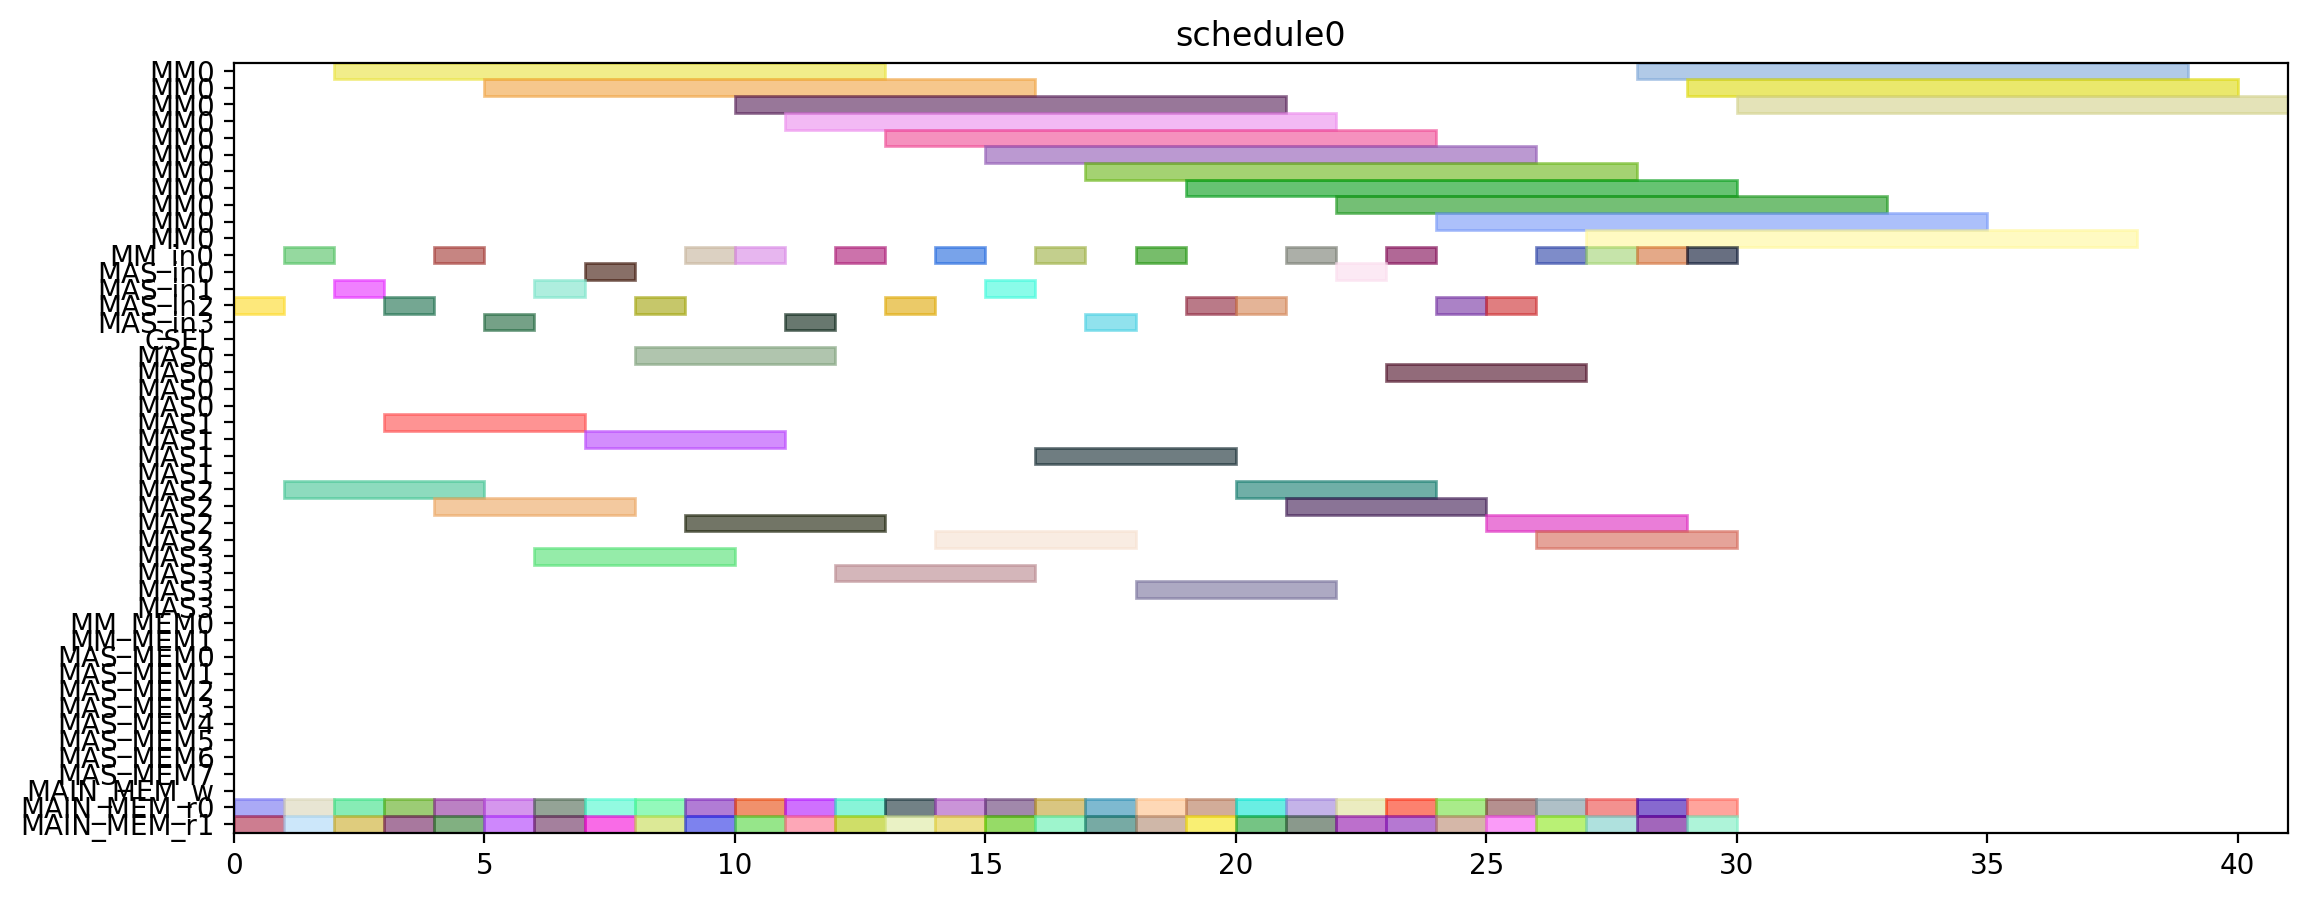 schedule0
MM0
MM0
MM0
MM0
MM0
MM0
MM0
MM0
MM0
MM0
MM0
MM_in0
MAS_in0
MAS_in1
MAS_in2
MAS_in3
CSEL
MAS0
MAS0
MAS0
MAS0
MAS1
MAS1
MAS1
MAS1
MAS2
MAS2
MAS2
MAS2
MAS3
MAS3
MAS3
MAS3
MM_MEM0
MM_MEM1
MAS_MEM0
MAS_MEM1
MAS_MEM2
MAS_MEM3
MAS_MEM4
MAS_MEM5
MAS_MEM6
MAS_MEM7
MAIN_MEM_w
MAIN_MEM_r0
MAIN_MEM_r1
0 5 10 15 20 25 30 35 40